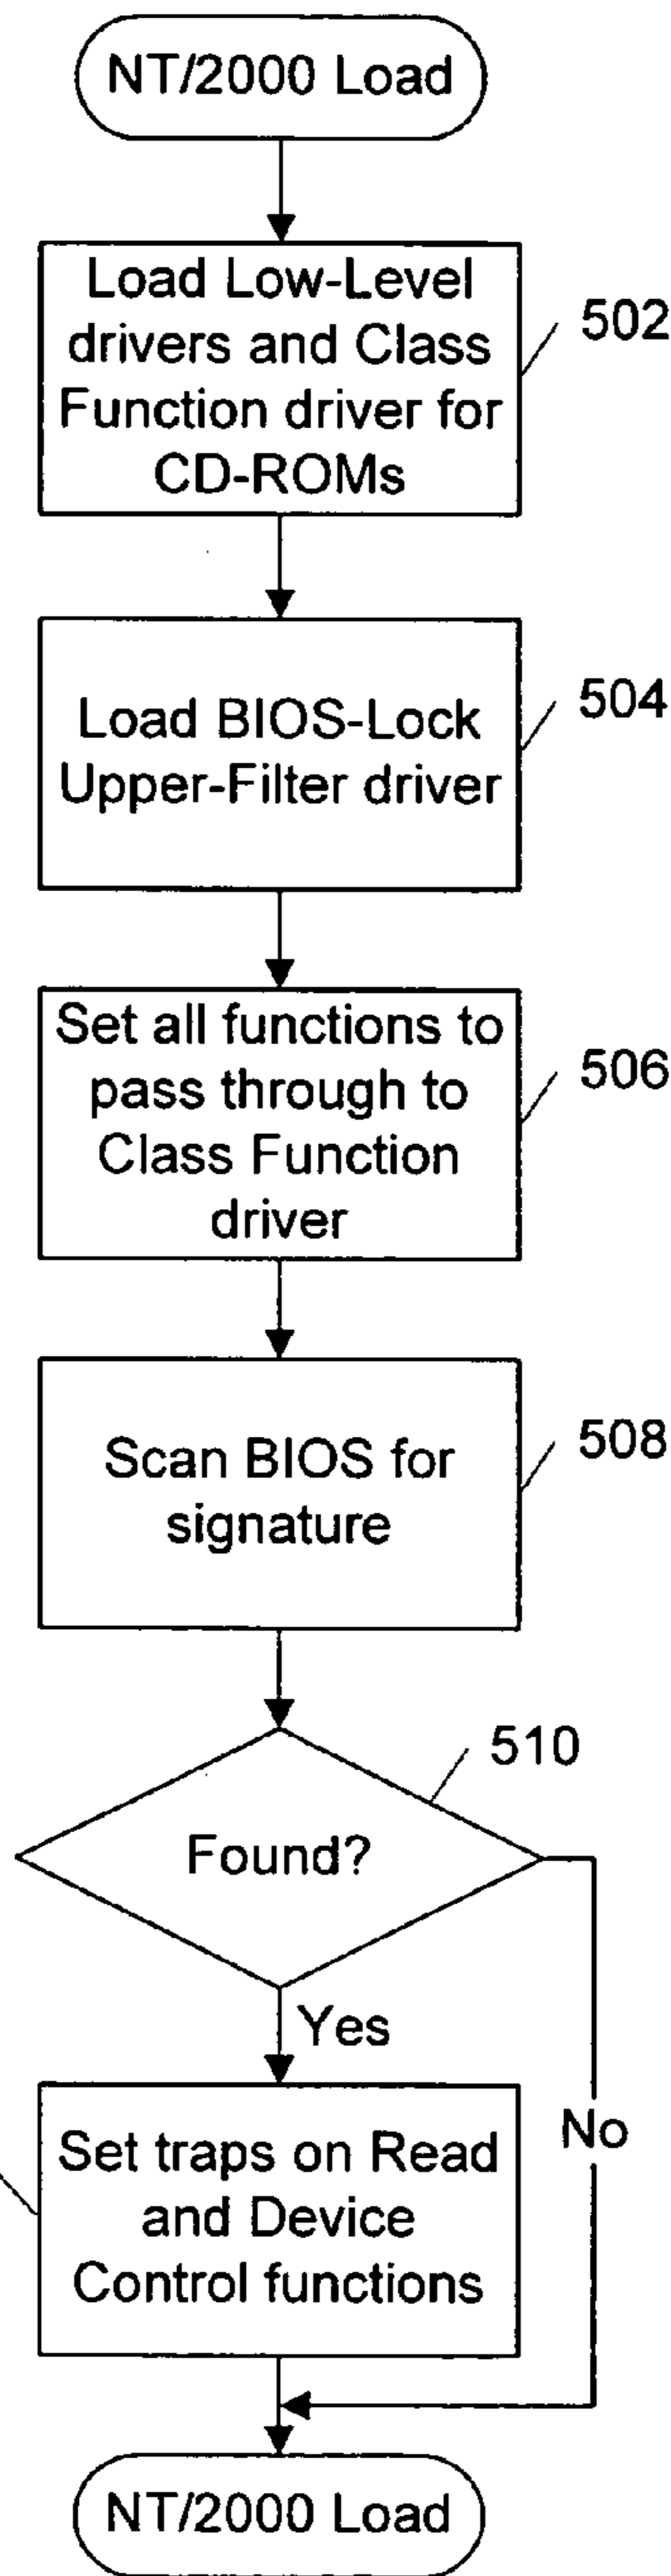 NT/2000 Load
Load Low-Level
drivers and Class
Function driver for
CD-ROMs
502
Load BIOS-Lock
Upper-Filter driver
504
Set all functions to
pass through to
Class Function
driver
506
Scan BIOS for
signature
508
510
Found?
Yes
No
Set traps on Read
and Device
Control functions
NT/2000 Load